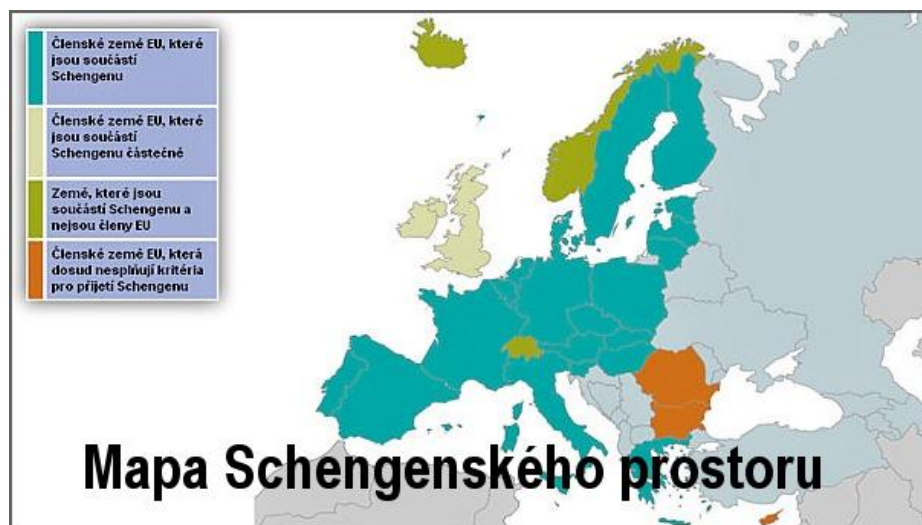 Členské země EU, které
jsou součástí
Schengenu
Členské země EU, které
jsou součástí
Schengenu částečně
Země, které jsou
součástí Schengenu a
nejsou členy EU
Členské země EU, která
dosud nesplňují kritéria
pro přijetí Schengenu
Mapa Schengenského prostoru